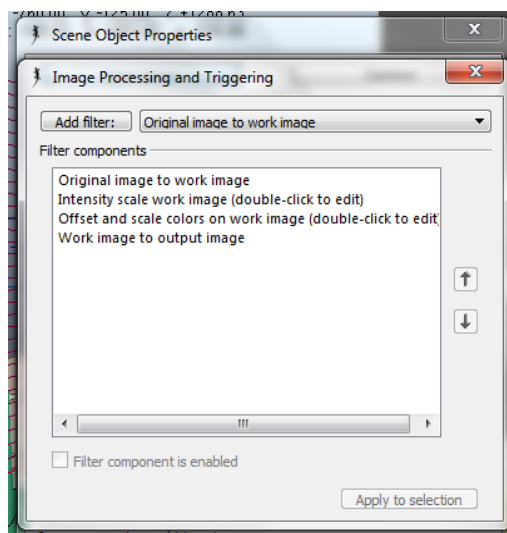 Scene Object Properties
Image Processing and Triggering
Add filter:
Original image to work image
Filter components
Original image to work image
Intensity scale work image (double-click to edit)
Offset and scale colors on work image (double-click to edit
Work image to output image
Filter component is enabled
Apply to selection